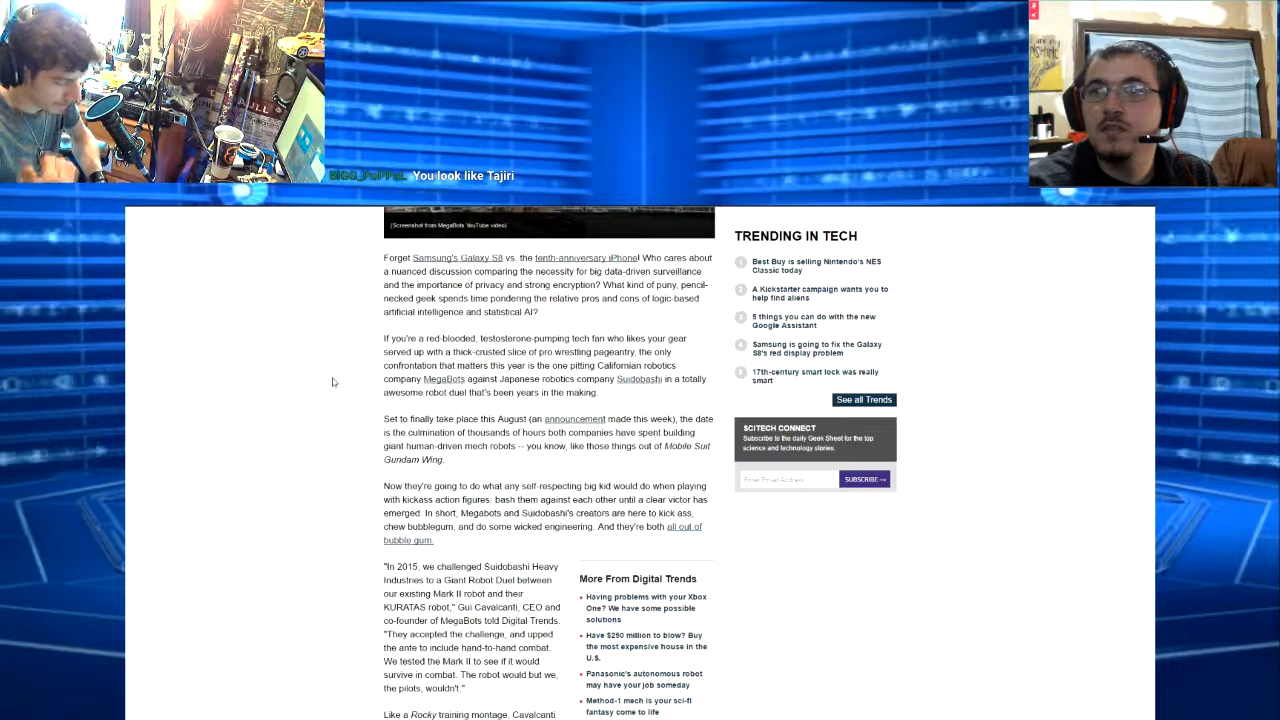 BIGG_PoPPaL You look like Tajiri
(Screenshot from MegaBots YouTube video)
Forget Samsung's Galaxy S8 vs. the tenth-anniversary iPhone! Who cares about
a nuanced discussion comparing the necessity for big data-driven surveillance
and the importance of privacy and strong encryption? What kind of puny, pencil-
necked geek spends time pondering the relative pros and cons of logic-based
artificial intelligence and statistical AI?
If you're a red-blooded, testosterone-pumping tech fan who likes your gear
served up with a thick-crusted slice of pro wrestling pageantry, the only
confrontation that matters this year is the one pitting Californian robotics
company MegaBots against Japanese robotics company Suidobashi in a totally
awesome robot duel that's been years in the making.
Set to finally take place this August (an announcement made this week), the date
is the culmination of thousands of hours both companies have spent building
giant human-driven mech robots -- you know, like those things out of Mobile Suit
Gundam Wing.
Now they're going to do what any self-respecting big kid would do when playing
with kickass action figures: bash them against each other until a clear victor has
emerged. In short, Megabots and Suidobashi's creators are here to kick ass,
chew bubblegum, and do some wicked engineering. And they're both all out of
bubble gum.
"In 2015, we challenged Suidobashi Heavy
Industries to a Giant Robot Duel between
our existing Mark II robot and their
KURATAS robot," Gui Cavalcanti, CEO and
co-founder of MegaBots told Digital Trends.
"They accepted the challenge, and upped
the ante to include hand-to-hand combat.
We tested the Mark II to see if it would
survive in combat. The robot would but we,
the pilots, wouldn't."
Like a Rocky training montage, Cavalcanti
More From Digital Trends
Having problems with your Xbox
One? We have some possible
solutions
Have $250 million to blow? Buy
the most expensive house in the
U.S.
Panasonic's autonomous robot
may have your job someday
Method-1 mech is your sci-fi
fantasy come to life
TRENDING IN TECH
1 Best Buy is selling Nintendo's NES
Classic today
2 A Kickstarter campaign wants you to
help find aliens
3 5 things you can do with the new
Google Assistant
4 Samsung is going to fix the Galaxy
S8's red display problem
5 17th-century smart lock was really
smart
See all Trends
SCITECH CONNECT
Subscribe to the daily Geek Sheet for the top
science and technology stories.
Enter Email Address
SUBSCRIBE